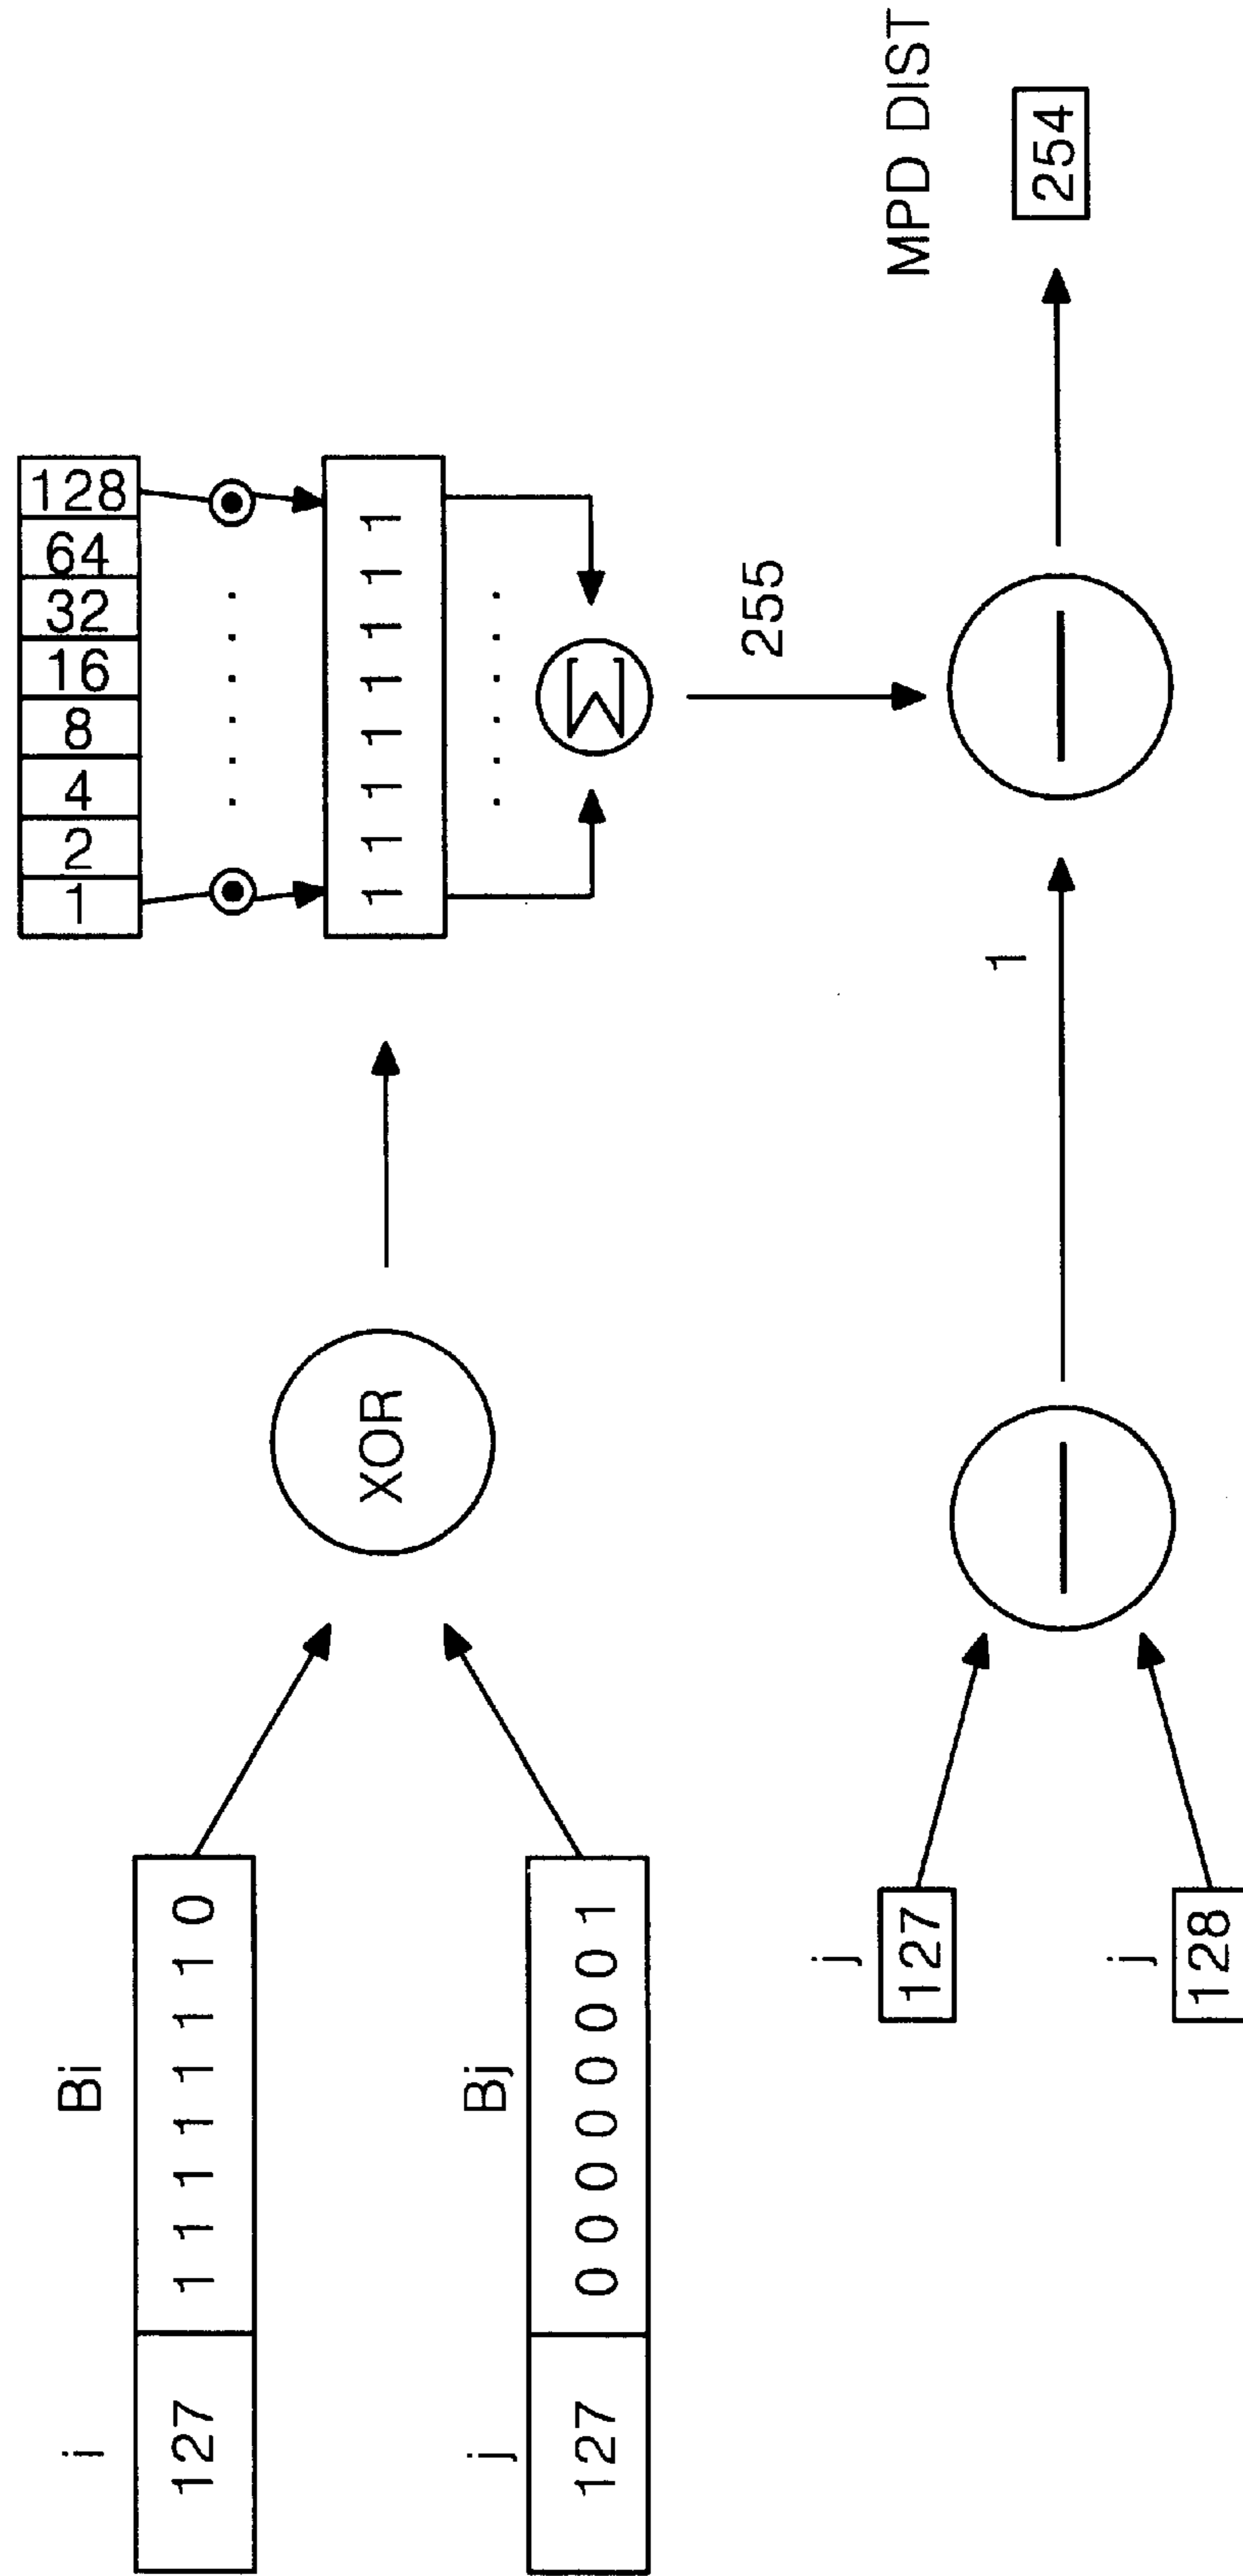 i
Bi
127
1 1 1 1 1 1 1 0
j
Bj
127
0 0 0 0 0 0 0 1
XOR
1 2 4 8 16 32 64 128
. . . . . .
1 1 1 1 1 1 1 1
. . . . .
Σ
255
j
127
j
128
—
1
—
MPD DIST
254